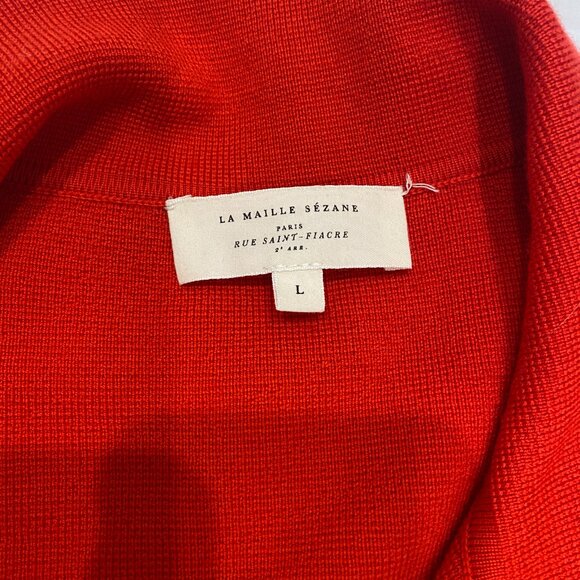 LA MAILLE SÉZANE
PARIS
RUE SAINT-FIACRE
2E ARR.
L